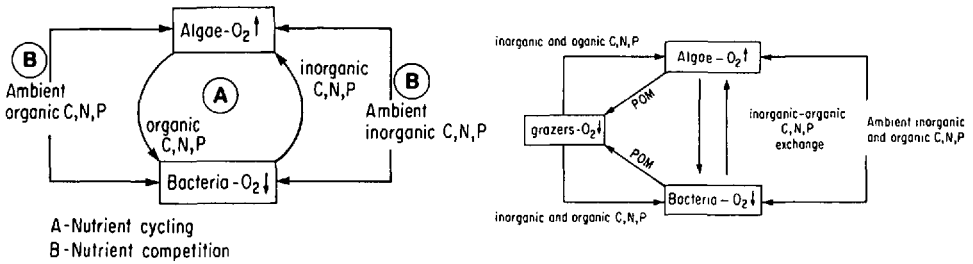 Algae-O₂↑
B
Ambient
organic C,N,P
A
inorganic
C,N,P
B
Ambient
inorganic C,N,P
organic
C,N,P
Bacteria-O₂↓
A-Nutrient cycling
B-Nutrient competition
inorganic and oganic C,N,P
Algae-O₂↑
POM
grazers-O₂↓
inorganic-organic
C,N,P
exchange
Ambient inorganic
and organic C,N,P
POM
Bacteria-O₂↓
inorganic and organic C,N,P